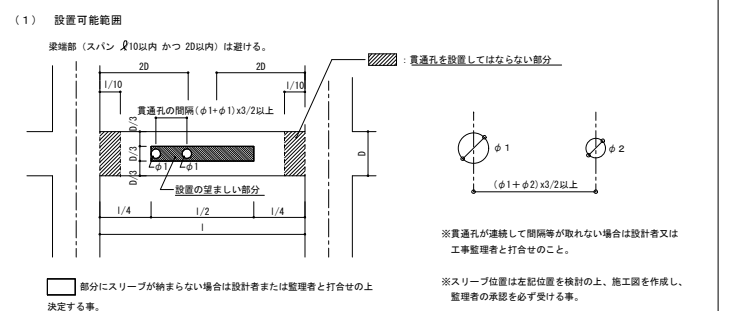 (1) 設置可能範囲
梁端部(スパン ℓ10以内 かつ 2D以内)は避ける。
:貫通孔を設置してはならない部分
2D
2D
l/10
l/10
貫通孔の間隔(φ1+φ1)x3/2以上
D/3
D/3
D/3
D
φ1
φ1
設置の望ましい部分
l/4
l/2
l/4
l
φ1
φ2
(φ1+φ2)x3/2以上
※貫通孔が連続して間隔等が取れない場合は設計者又は
工事監理者と打合せのこと。
※スリーブ位置は左記位置を検討の上、施工図を作成し、
監理者の承認を必ず受ける事。
部分にスリーブが納まらない場合は設計者または監理者と打合せの上
決定する事。